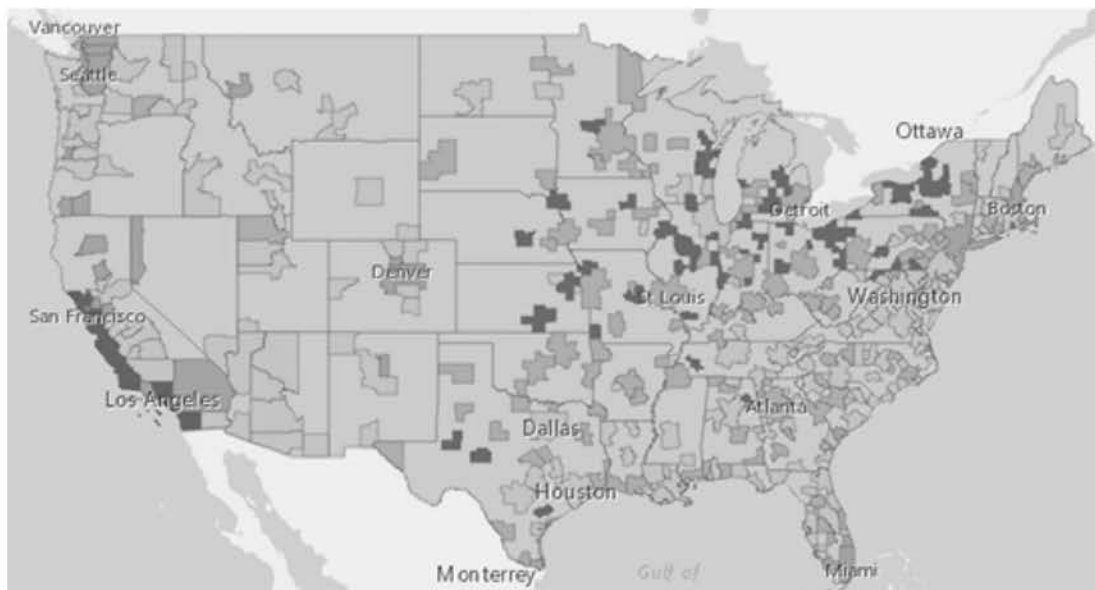 Vancouver
Seattle
Ottawa
Detroit
Boston
Denver
San Francisco
St Louis
Washington
Los Angeles
Atlanta
Dallas
Houston
Monterrey
Gulf of
Miami